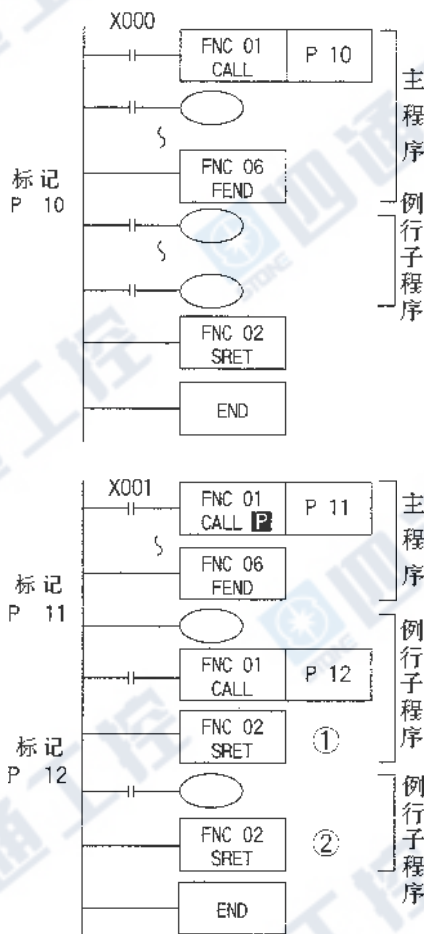 X000
FNC 01
CALL
P 10
主程序
FNC 06
FEND
标记
P 10
例行子程序
FNC 02
SRET
END
X001
FNC 01
CALL P
P 11
主程序
FNC 06
FEND
标记
P 11
例行子程序
FNC 01
CALL
P 12
FNC 02
SRET
①
标记
P 12
例行子程序
FNC 02
SRET
②
END